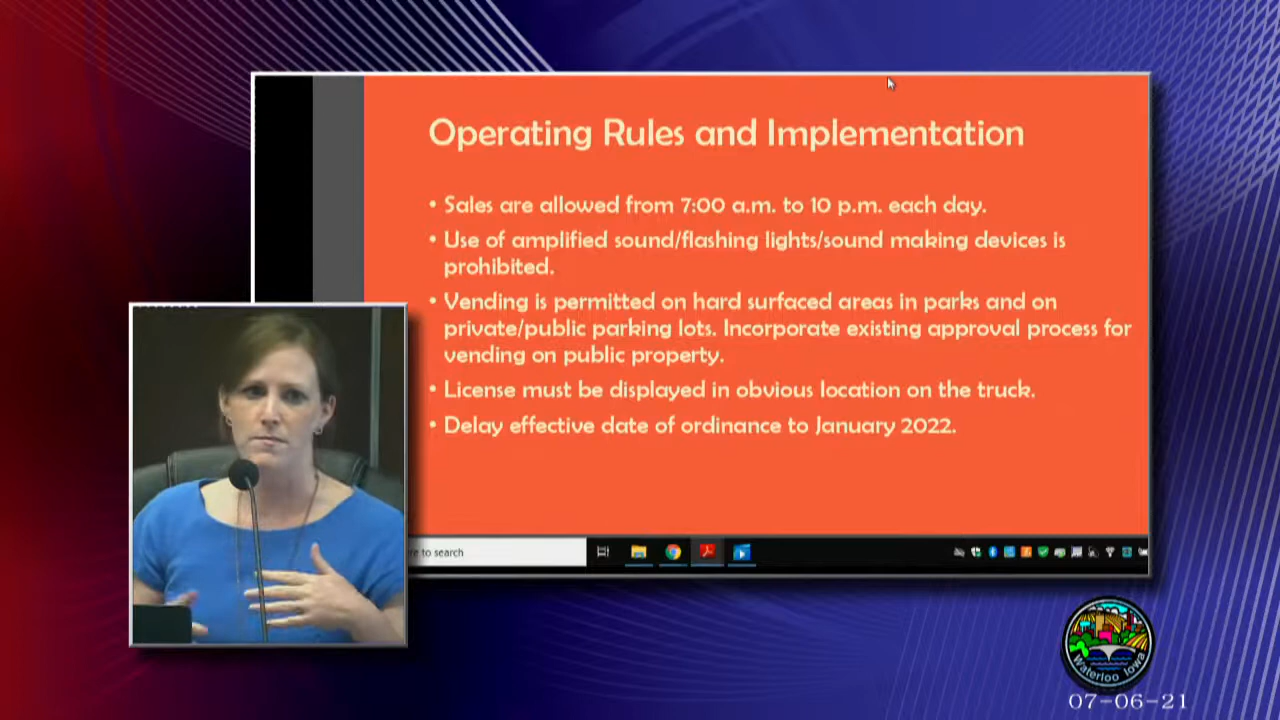 Operating Rules and Implementation
• Sales are allowed from 7:00 a.m. to 10 p.m. each day.
• Use of amplified sound/flashing lights/sound making devices is
prohibited.
• Vending is permitted on hard surfaced areas in parks and on
private/public parking lots. Incorporate existing approval process for
vending on public property.
• License must be displayed in obvious location on the truck.
• Delay effective date of ordinance to January 2022.
re to search
Waterloo Iowa
07-06-21